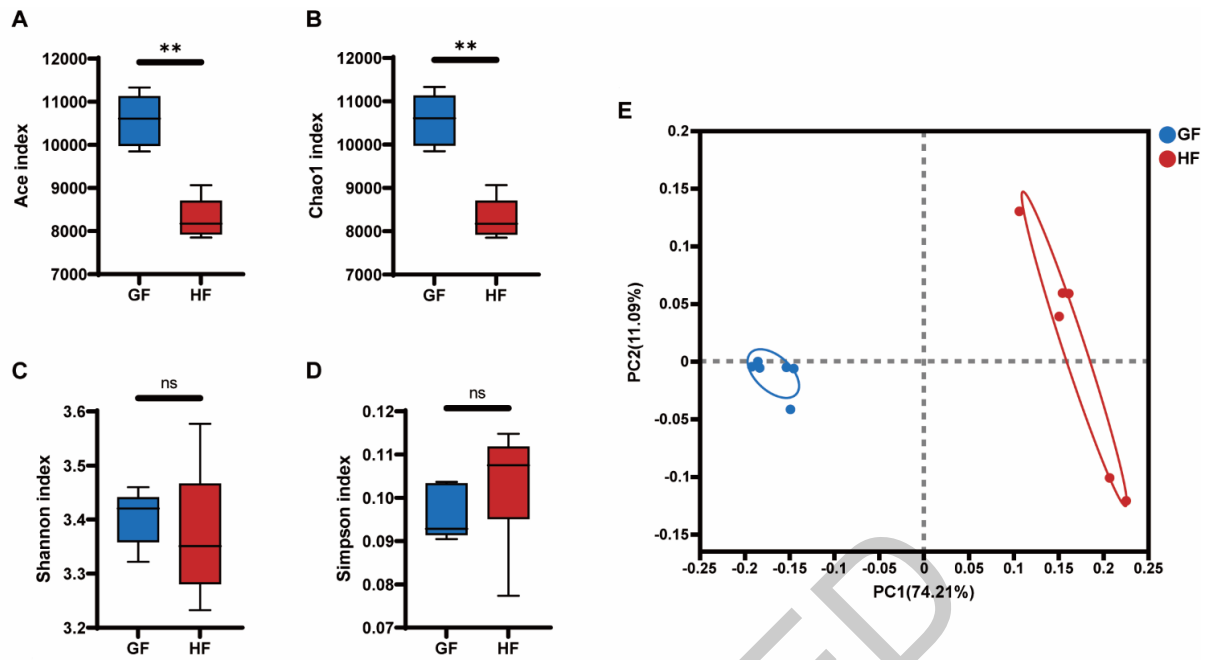 A
**
12000
11000
10000
9000
8000
7000
Ace index
GF HF
B
**
12000
11000
10000
9000
8000
7000
Chao1 index
GF HF
C
ns
3.6
3.5
3.4
3.3
3.2
Shannon index
GF HF
D
ns
0.12
0.11
0.10
0.09
0.08
0.07
Simpson index
GF HF
E
GF
HF
0.2
0.15
0.1
0.05
0
-0.05
-0.1
-0.15
PC2(11.09%)
-0.25 -0.2 -0.15 -0.1 -0.05 0 0.05 0.1 0.15 0.2 0.25
PC1(74.21%)